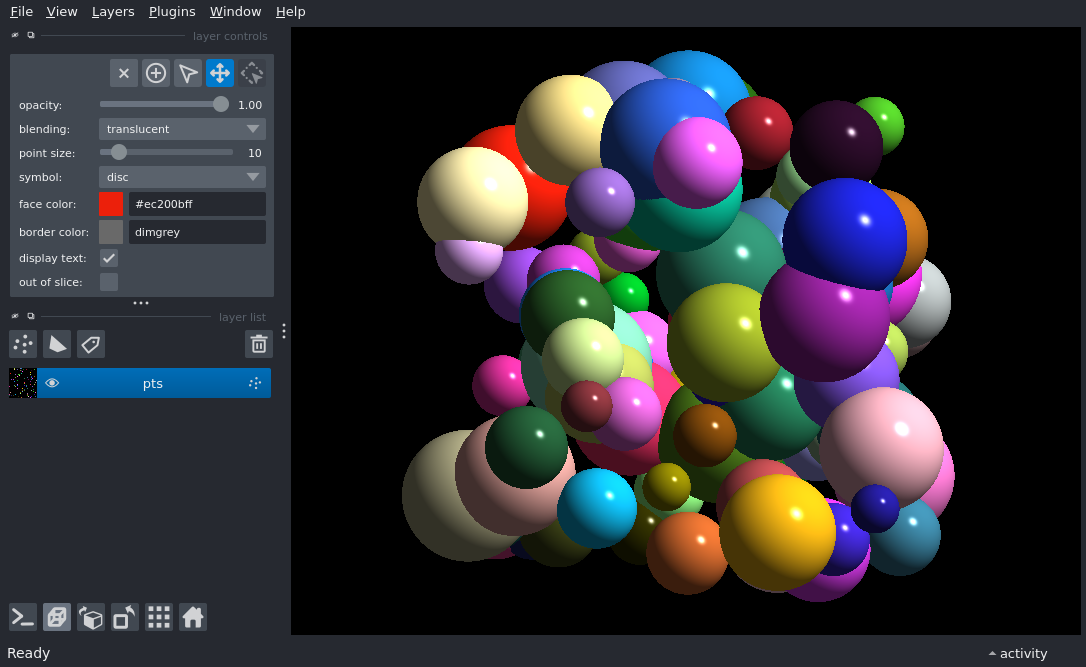 File View Layers Plugins Window Help
layer controls
opacity: 1.00
blending: translucent
point size: 10
symbol: disc
face color: #ec200bff
border color: dimgrey
display text:
out of slice:
layer list
pts
Ready
activity